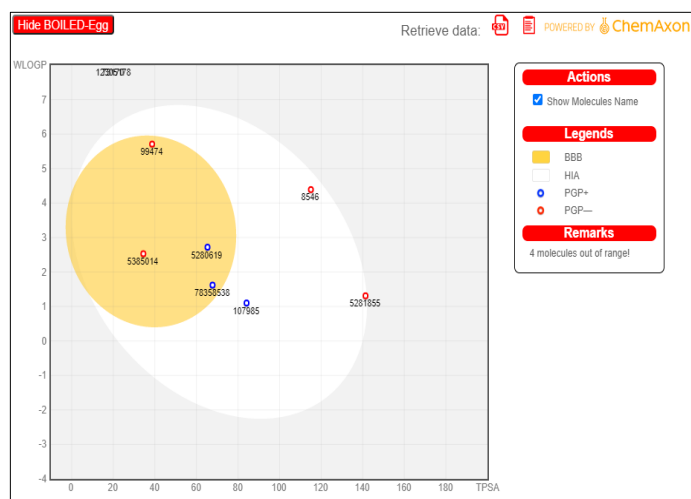 Hide BOILED-Egg
Retrieve data:
CSV
POWERED BY ChemAxon
WLOGP
7
6
5
4
3
2
1
0
-1
-2
-3
-4
99474
8546
5280619
5385014
78358538
107985
5281855
0 20 40 60 80 100 120 140 160 180 TPSA
Actions
Show Molecules Name
Legends
BBB
HIA
PGP+
PGP—
Remarks
4 molecules out of range!